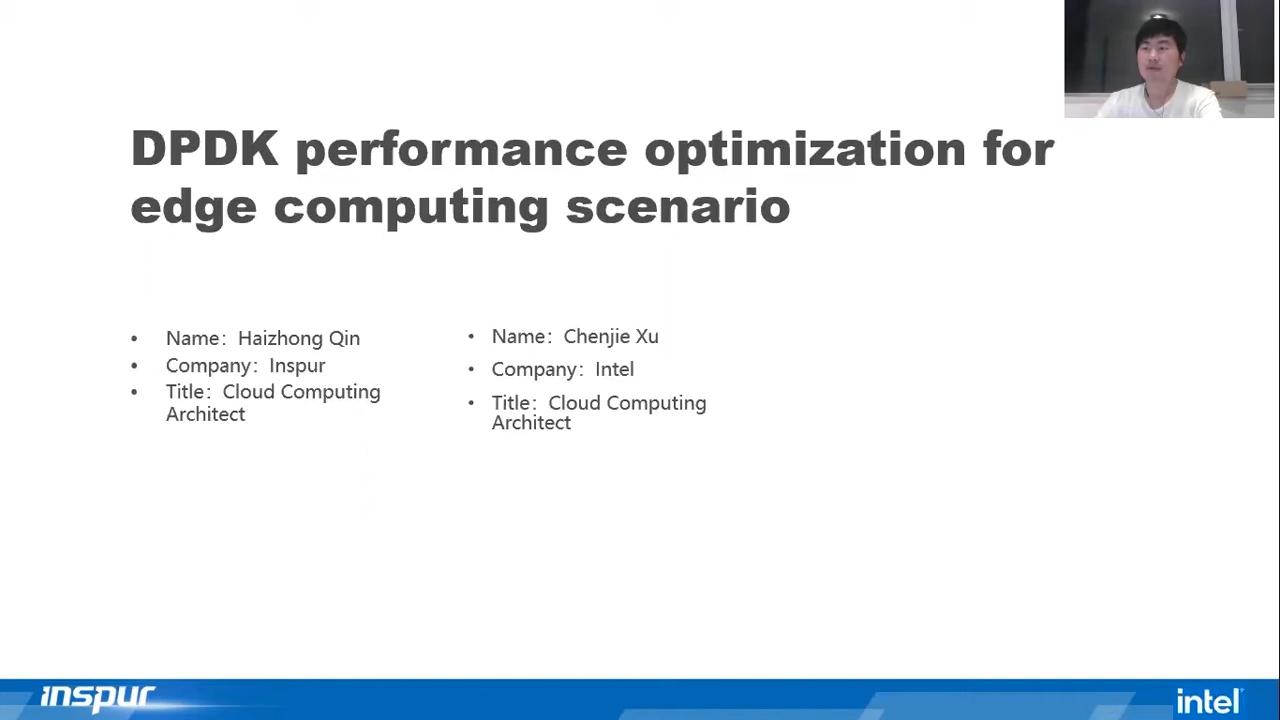 DPDK performance optimization for
edge computing scenario
• Name：Haizhong Qin
• Company：Inspur
• Title：Cloud Computing
Architect
• Name：Chenjie Xu
• Company：Intel
• Title：Cloud Computing
Architect
inspur
intel